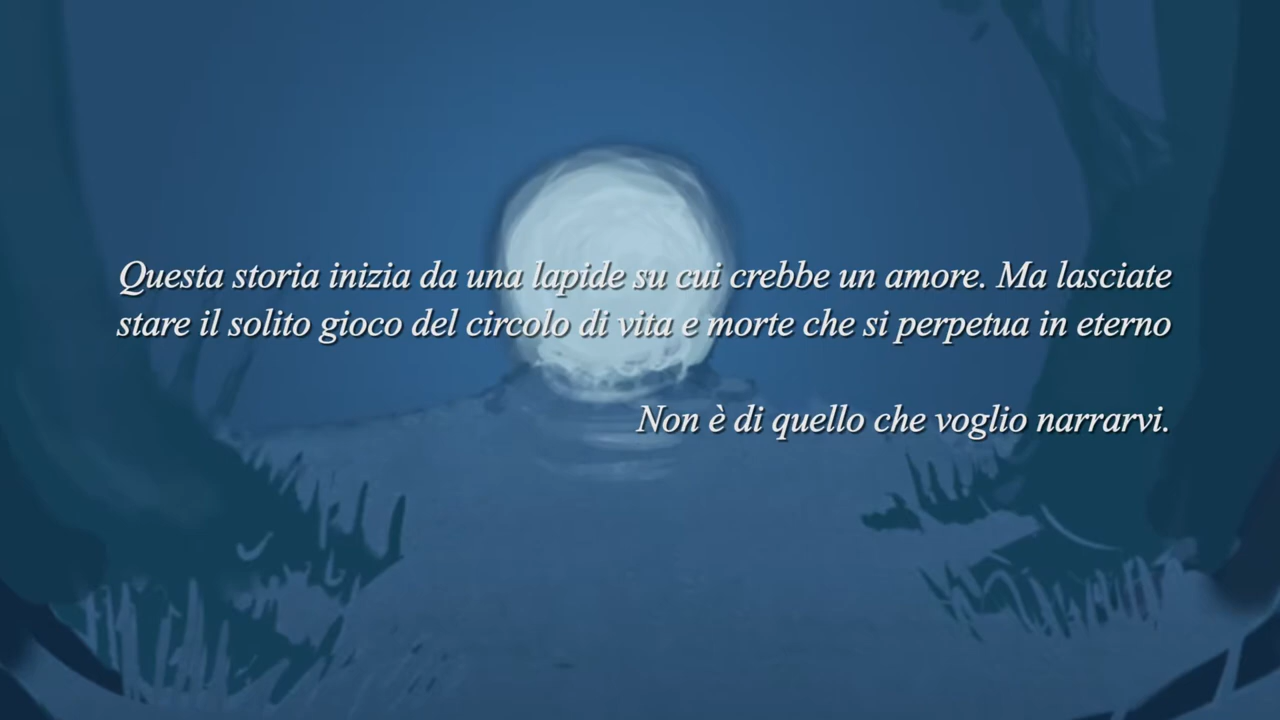 Questa storia inizia da una lapide su cui crebbe un amore. Ma lasciate
stare il solito gioco del circolo di vita e morte che si perpetua in eterno
Non è di quello che voglio narrarvi.